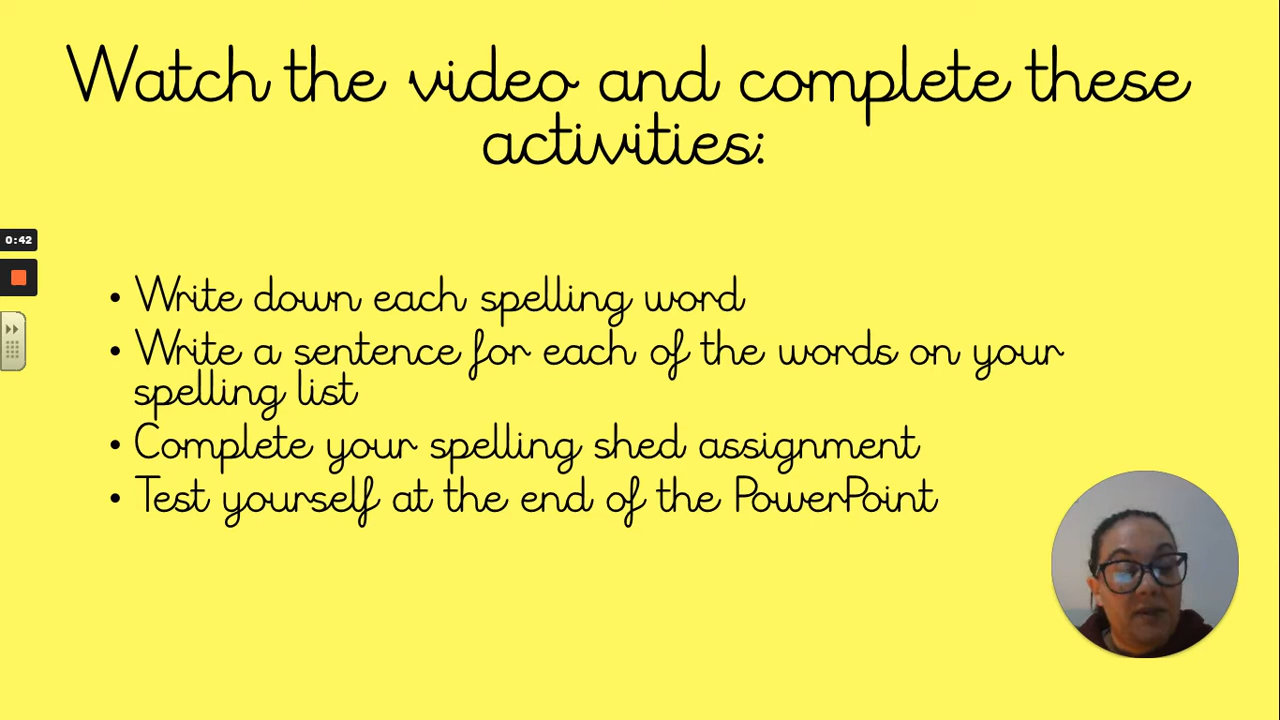 Watch the video and complete these
activities:
0:42
• Write down each spelling word
• Write a sentence for each of the words on your
spelling list
• Complete your spelling shed assignment
• Test yourself at the end of the PowerPoint